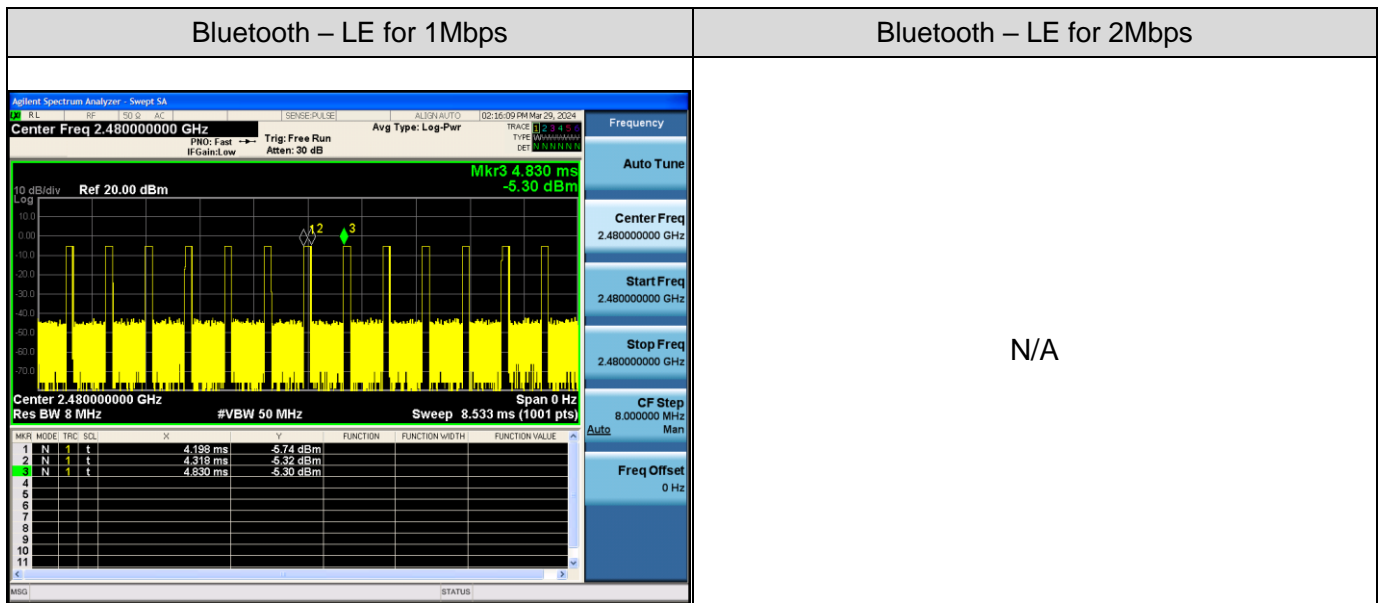 Bluetooth – LE for 1Mbps
Bluetooth – LE for 2Mbps
Agilent Spectrum Analyzer - Swept SA
RL RF 50 Ω AC SENSE:PULSE ALIGN AUTO 02:16:09 PM Mar 29, 2024
Center Freq 2.480000000 GHz
PNO: Fast
IFGain:Low
Trig: Free Run
Atten: 30 dB
Avg Type: Log-Pwr
TRACE 1 2 3 4 5 6
TYPE
DET N N N N N N
Mkr3 4.830 ms
-5.30 dBm
10 dB/div Ref 20.00 dBm
Log
10.0
0.00
-10.0
-20.0
-30.0
-40.0
-50.0
-60.0
-70.0
1 2 3
Center 2.480000000 GHz Span 0 Hz
Res BW 8 MHz #VBW 50 MHz Sweep 8.533 ms (1001 pts)
MKR MODE TRC SCL X Y FUNCTION FUNCTION WIDTH FUNCTION VALUE
1 N 1 t 4.198 ms -5.74 dBm
2 N 1 t 4.318 ms -5.32 dBm
3 N 1 t 4.830 ms -5.30 dBm
4
5
6
7
8
9
10
11
MSG STATUS
Frequency
Auto Tune
Center Freq
2.480000000 GHz
Start Freq
2.480000000 GHz
Stop Freq
2.480000000 GHz
CF Step
8.000000 MHz
Auto Man
Freq Offset
0 Hz
N/A